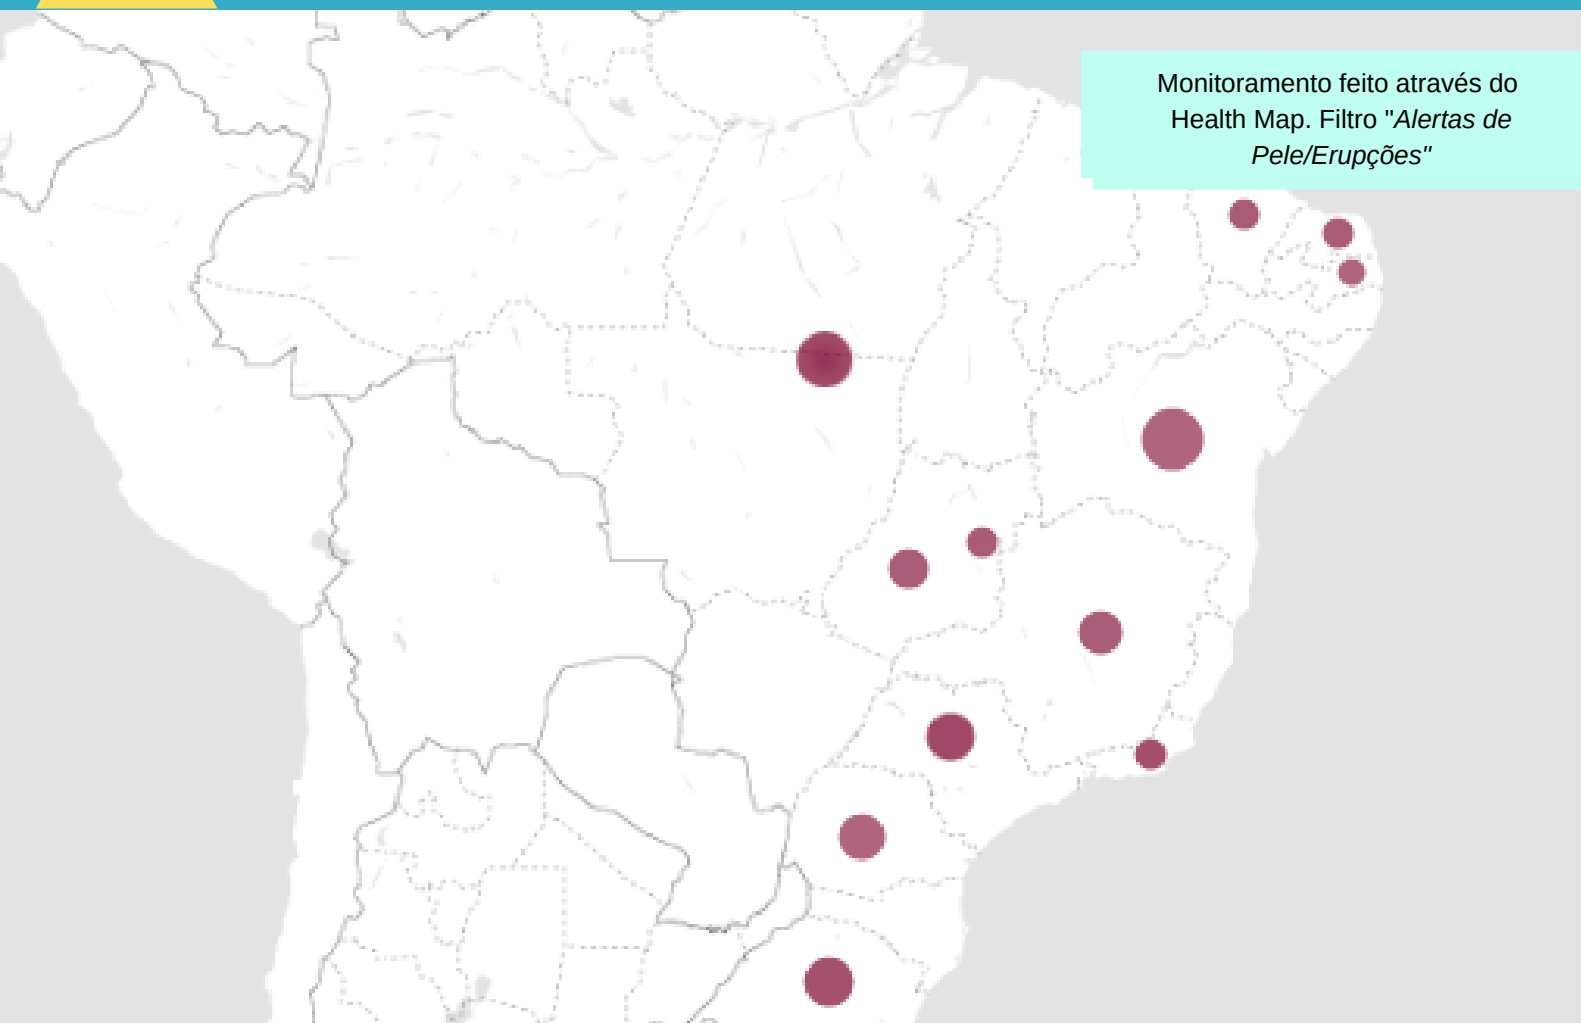 Monitoramento feito através do
Health Map. Filtro "Alertas de
Pele/Erupções"